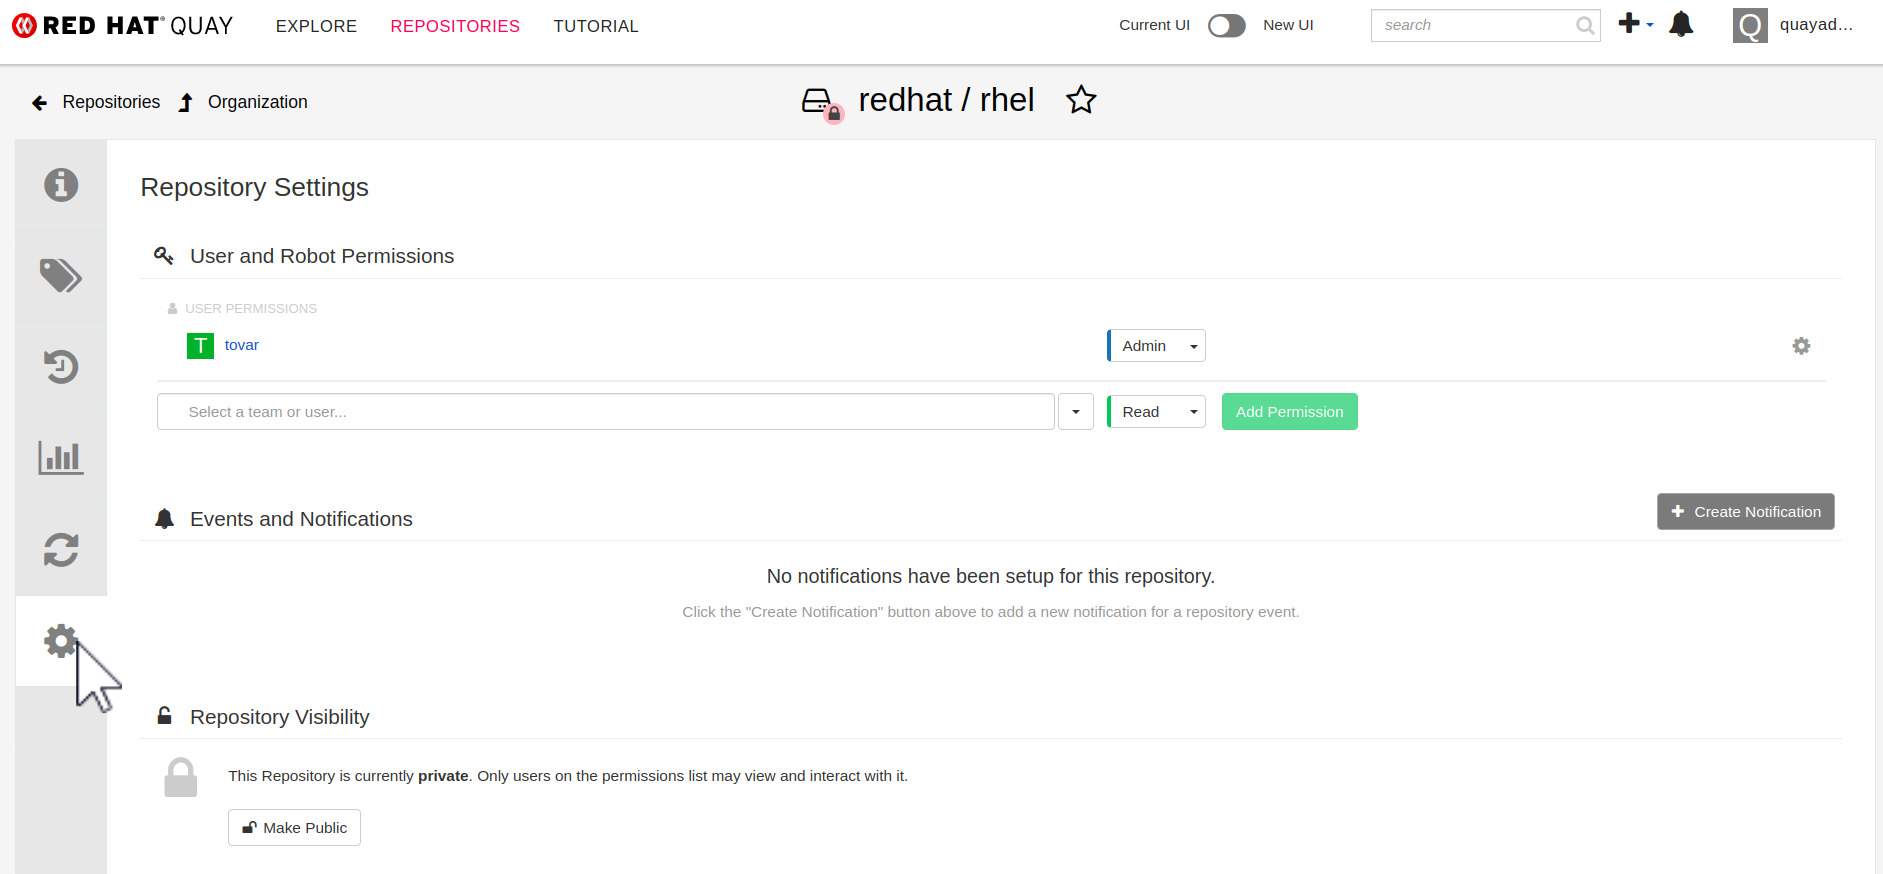 RED HAT® QUAY EXPLORE REPOSITORIES TUTORIAL Current UI New UI search Q quayad...
Repositories Organization redhat / rhel
Repository Settings
User and Robot Permissions
USER PERMISSIONS
T tovar Admin
Select a team or user... Read Add Permission
Events and Notifications Create Notification
No notifications have been setup for this repository.
Click the "Create Notification" button above to add a new notification for a repository event.
Repository Visibility
This Repository is currently private. Only users on the permissions list may view and interact with it.
Make Public